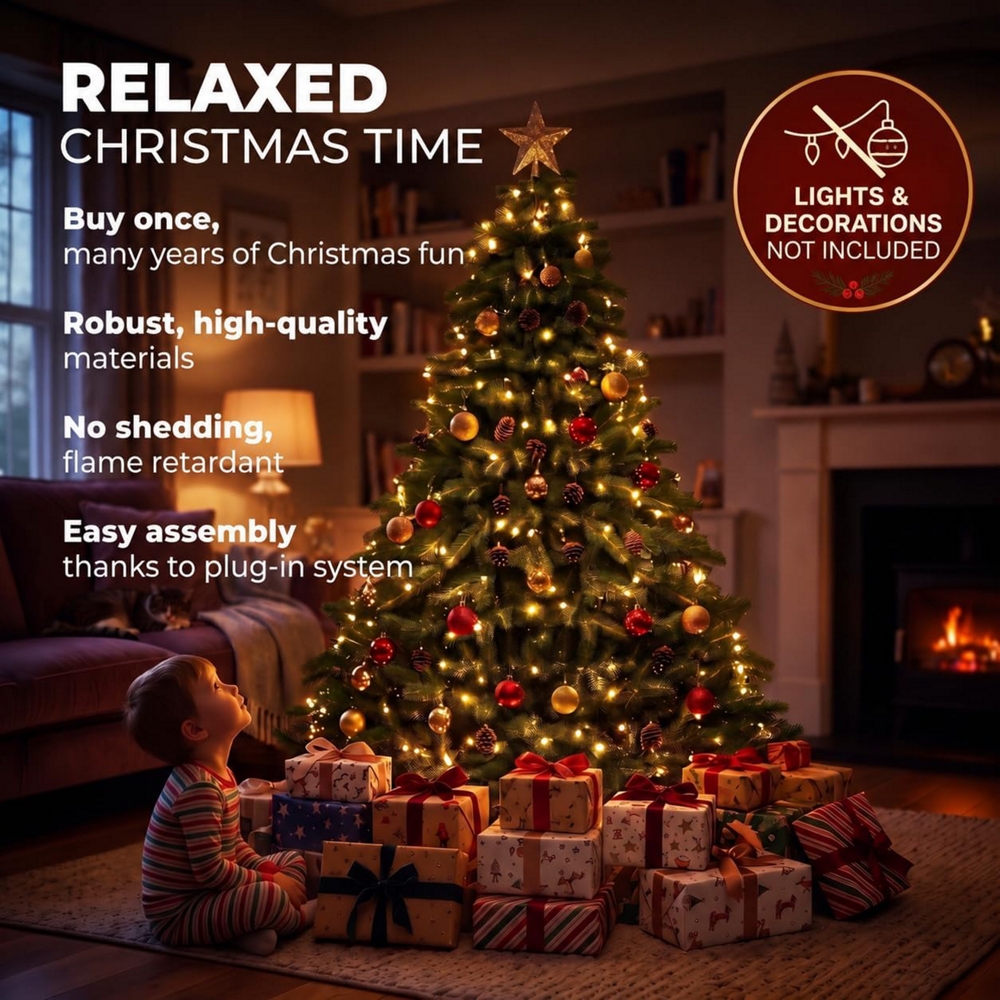 RELAXED
CHRISTMAS TIME
Buy once,
many years of Christmas fun
Robust, high-quality
materials
No shedding,
flame retardant
Easy assembly
thanks to plug-in system
LIGHTS &
DECORATIONS
NOT INCLUDED